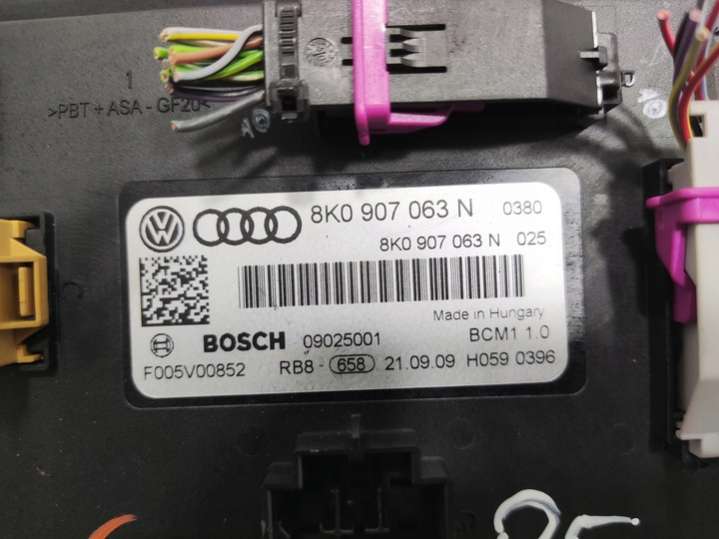 1
>PBT + ASA - GF20<
8K0 907 063 N 0380
8K0 907 063 N 025
Made in Hungary
BOSCH 09025001 BCM1 1.0
F005V00852 RB8 - 658 21.09.09 H059 0396